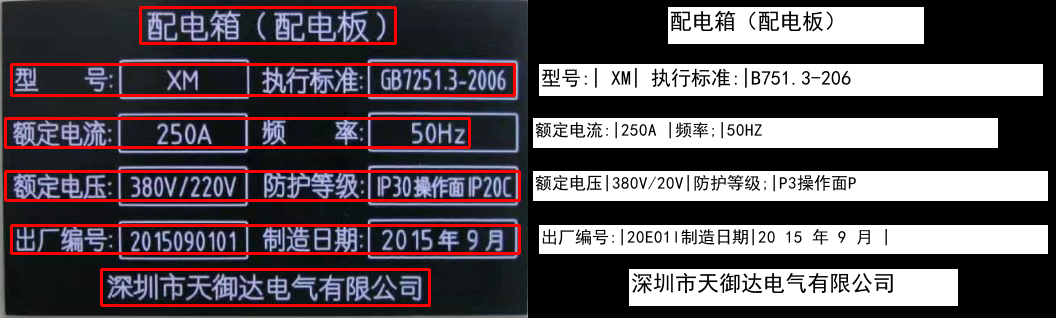 配电箱（配电板）
型 号: XM 执行标准: GB7251.3-2006
额定电流: 250A 频 率: 50Hz
额定电压: 380V/220V 防护等级: IP30操作面IP20C
出厂编号: 2015090101 制造日期: 2015年9月
深圳市天御达电气有限公司
配电箱（配电板）
型号:| XM| 执行标准:|B751.3-206
额定电流:|250A |频率;|50HZ
额定电压|380V/20V|防护等级;|P3操作面P
出厂编号:|20E01I制造日期|20 15 年 9 月 |
深圳市天御达电气有限公司